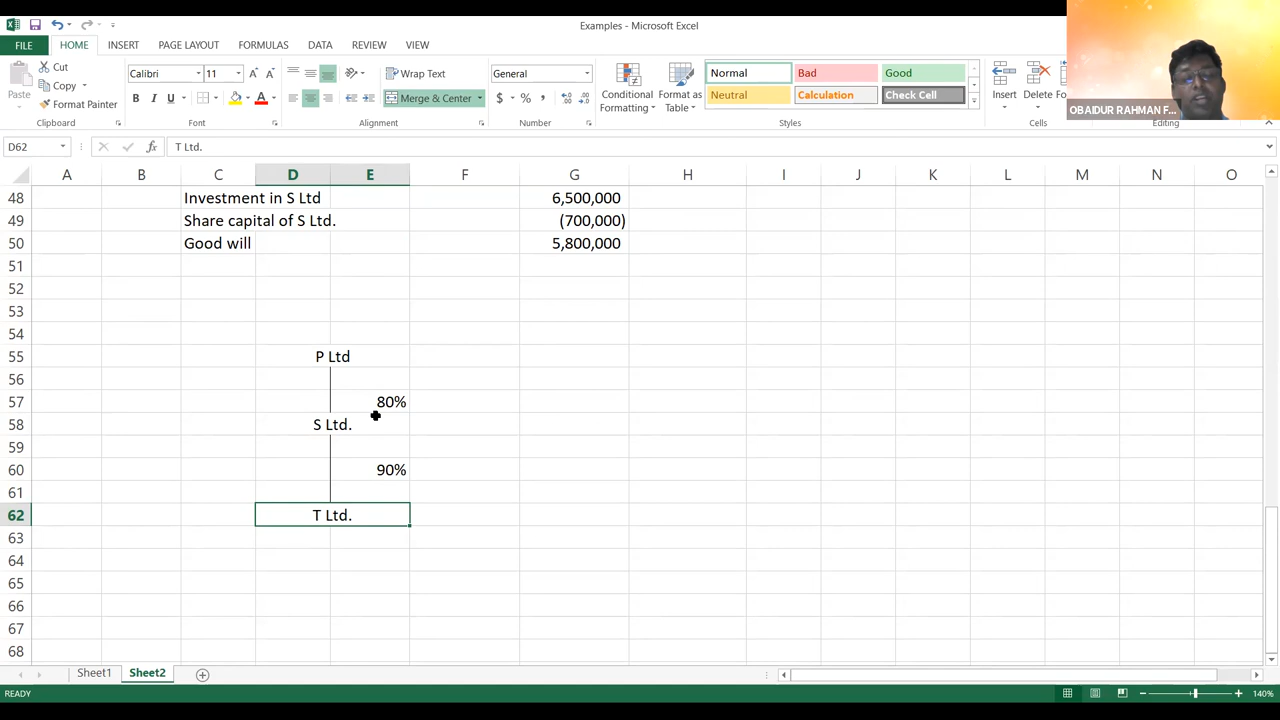 Examples - Microsoft Excel
FILE HOME INSERT PAGE LAYOUT FORMULAS DATA REVIEW VIEW
Paste
Cut
Copy
Format Painter
Clipboard
Calibri 11
B I U
Font
Wrap Text
Merge & Center
Alignment
General
$ % ,
Number
Conditional Formatting
Format as Table
Normal Bad Good
Neutral Calculation Check Cell
Styles
Insert Delete
Cells
Editing
OBAIDUR RAHMAN F...
D62 fx T Ltd.
A B C D E F G H I J K L M N O
48 Investment in S Ltd 6,500,000
49 Share capital of S Ltd. (700,000)
50 Good will 5,800,000
51
52
53
54
55 P Ltd
56
57 80%
58 S Ltd.
59
60 90%
61
62 T Ltd.
63
64
65
66
67
68
Sheet1 Sheet2
READY 140%